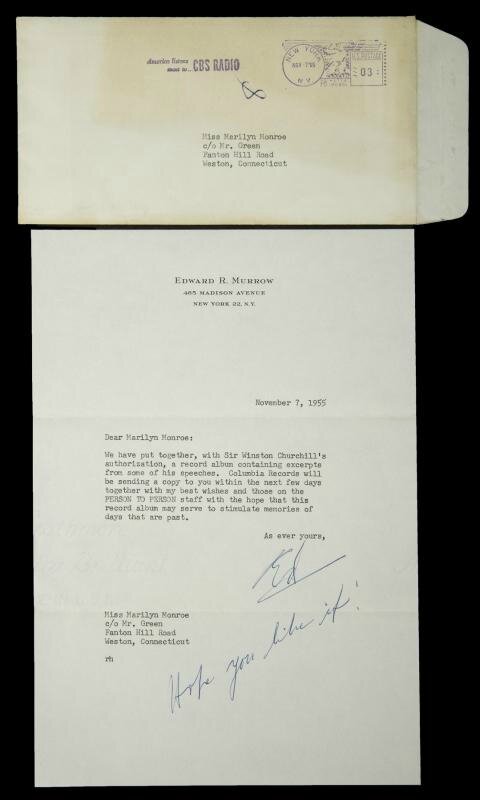 America listens
most to... CBS RADIO
NEW YORK
NOV-7'55
N.Y.
U.S. POSTAGE
03
Miss Marilyn Monroe
c/o Mr. Green
Fanton Hill Road
Weston, Connecticut
EDWARD R. MURROW
485 MADISON AVENUE
NEW YORK 22, N.Y.
November 7, 1955
Dear Marilyn Monroe:
We have put together, with Sir Winston Churchill's
authorization, a record album containing excerpts
from some of his speeches. Columbia Records will
be sending a copy to you within the next few days
together with my best wishes and those on the
PERSON TO PERSON staff with the hope that this
record album may serve to stimulate memories of
days that are past.
As ever yours,
Ed
Miss Marilyn Monroe
c/o Mr. Green
Fanton Hill Road
Weston, Connecticut
rh
Hope you like it!